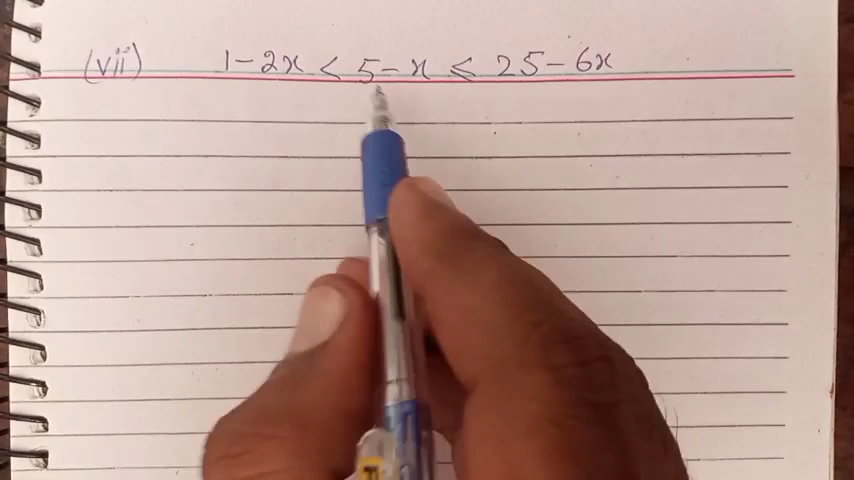 (vii) 1 - 2x < 5 - x ≤ 25 - 6x